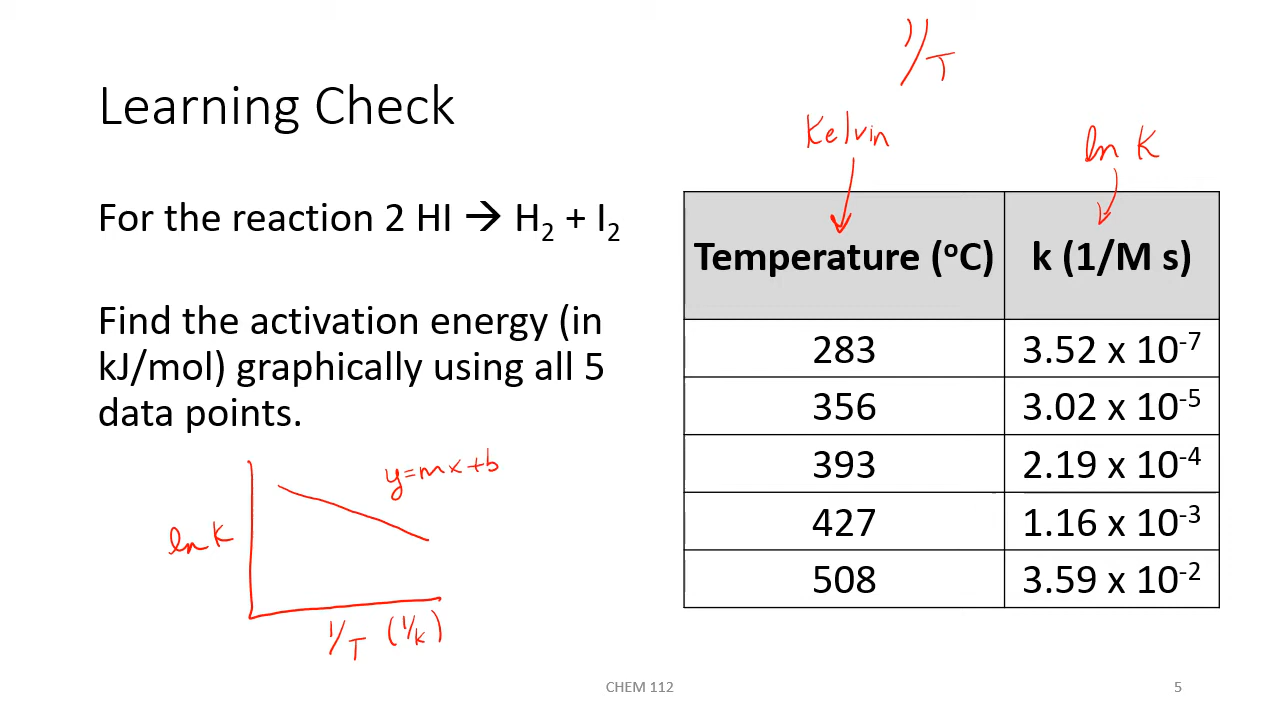 1/T
Learning Check
Kelvin
ln K
For the reaction 2 HI → H₂ + I₂
Find the activation energy (in
kJ/mol) graphically using all 5
data points.
Temperature (°C) k (1/M s)
283 3.52 x 10⁻⁷
356 3.02 x 10⁻⁵
393 2.19 x 10⁻⁴
427 1.16 x 10⁻³
508 3.59 x 10⁻²
y=mx+b
ln K
1/T (1/K)
CHEM 112
5